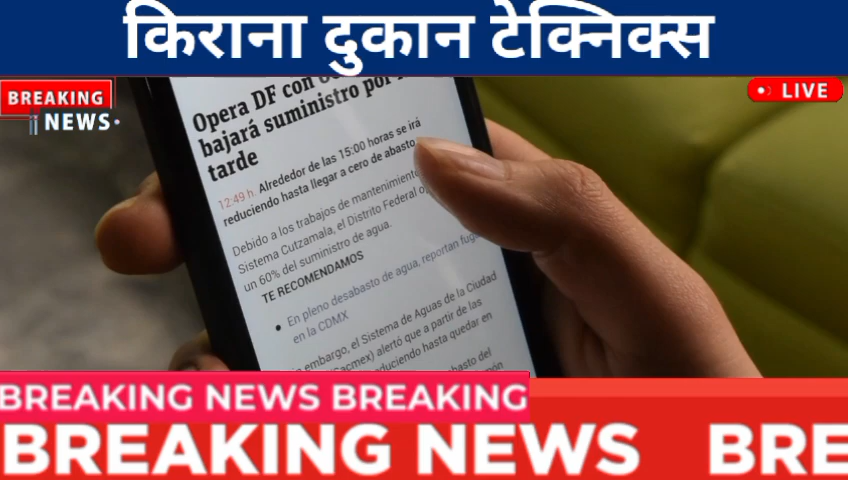 किराना दुकान टेक्निक्स
BREAKING
NEWS
LIVE
Opera DF con
bajará suministro por
tarde
12:49 h. Alrededor de las 15:00 horas se irá
reduciendo hasta llegar a cero de abasto
Debido a los trabajos de mantenimiento
Sistema Cutzamala, el Distrito Federal
un 60% del suministro de agua.
TE RECOMENDAMOS
En pleno desabasto de agua, reportan
en la CDMX
embargo, el Sistema de Aguas de la Ciudad
alertó que a partir de las
reduciendo hasta quedar en
abasto del
BREAKING NEWS BREAKING
BREAKING NEWS BRE